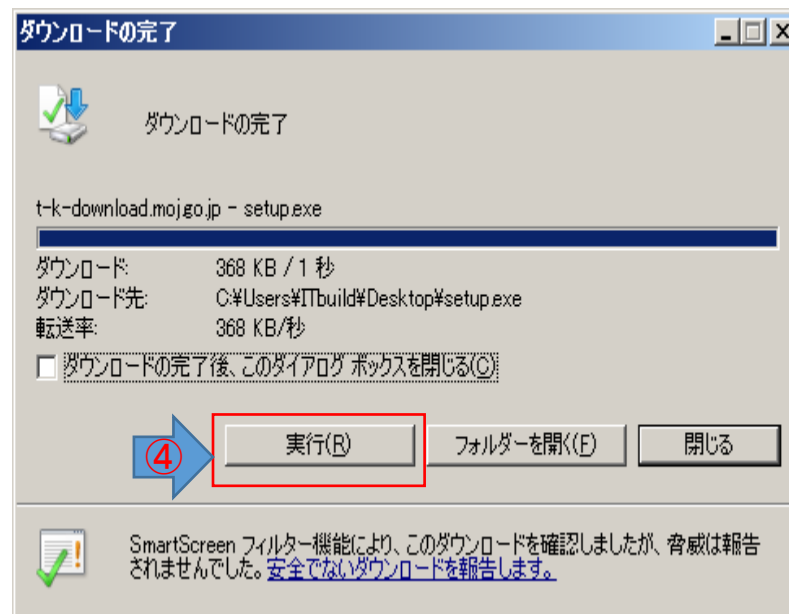 ダウンロードの完了
ダウンロードの完了
t-k-download.moj.go.jp - setup.exe
ダウンロード: 368 KB / 1 秒
ダウンロード先: C:¥Users¥ITbuild¥Desktop¥setup.exe
転送率: 368 KB/秒
ダウンロードの完了後、このダイアログ ボックスを閉じる(C)
④ 実行(R) フォルダーを開く(F) 閉じる
SmartScreen フィルター機能により、このダウンロードを確認しましたが、脅威は報告
されませんでした。安全でないダウンロードを報告します。